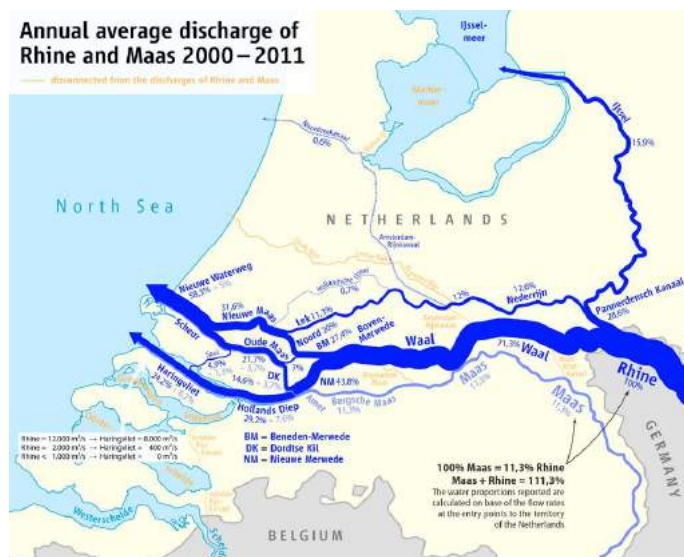 Annual average discharge of
Rhine and Maas 2000–2011
disconnected from the discharges of Rhine and Maas
IJssel-
meer
IJssel
15,9%
0,6%
North Sea
NETHERLANDS
Amsterdam-
Rijnkanaal
Nieuwe Waterweg
Scheur
31,6%
Nieuwe Maas
0,7%
Lek 11,3%
Noord 20%
12%
12,6%
Nederrijn
Pannerdensch Kanaal
28,6%
Oude Maas
21,7%
7%
BM 27,4%
Boven-
Merwede
Waal
71,3%
Waal
Rhine
100%
Spui
4,9%
DK
14,6%
Haringvliet
NM 43,8%
Amer
Bergsche Maas
11,3%
Maas
11,3%
Maas
11,3%
Hollands Diep
29,2% + 7,6%
GERMANY
BM = Beneden-Merwede
DK = Dordtse Kil
NM = Nieuwe Merwede
Rhine = 12.000 m³/s → Haringvliet = 8.000 m³/s
Rhine = 2.000 m³/s → Haringvliet = 400 m³/s
Rhine < 1.000 m³/s → Haringvliet = 0 m³/s
100% Maas = 11,3% Rhine
Maas + Rhine = 111,3%
The water proportions reported are
calculated on base of the flow rates
at the entry points to the territory
of the Netherlands
Westerschelde
Schelde
BELGIUM